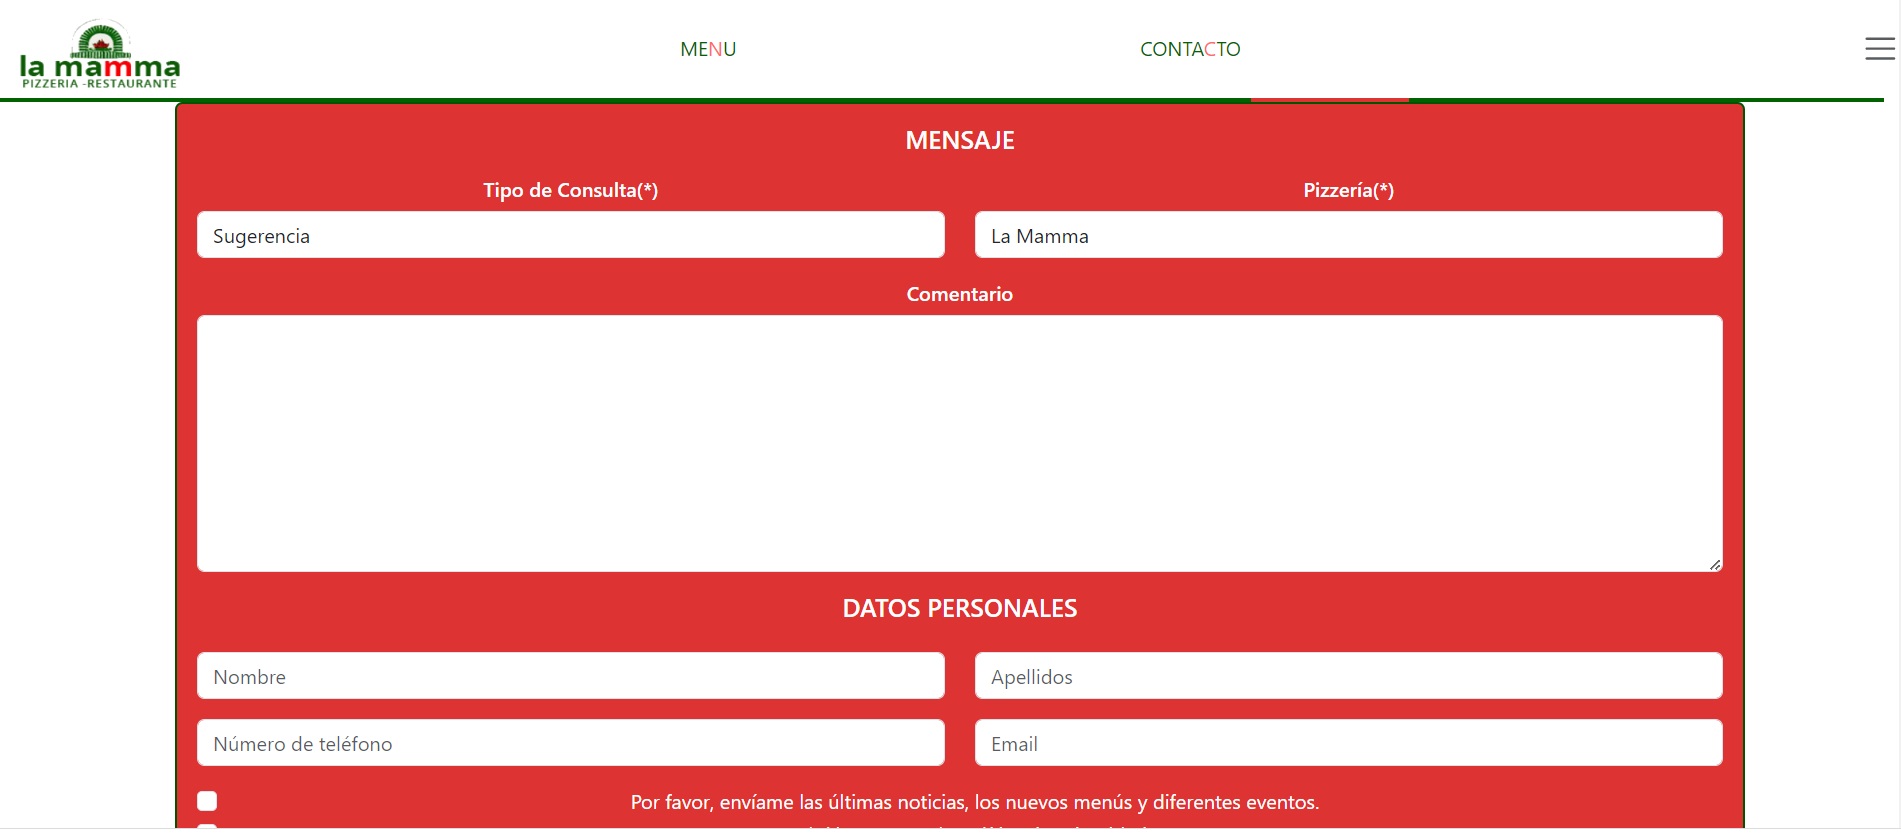 la mamma
PIZZERIA -RESTAURANTE
MENU
CONTACTO
MENSAJE
Tipo de Consulta(*)
Pizzería(*)
Sugerencia
La Mamma
Comentario
DATOS PERSONALES
Nombre
Apellidos
Número de teléfono
Email
Por favor, envíame las últimas noticias, los nuevos menús y diferentes eventos.